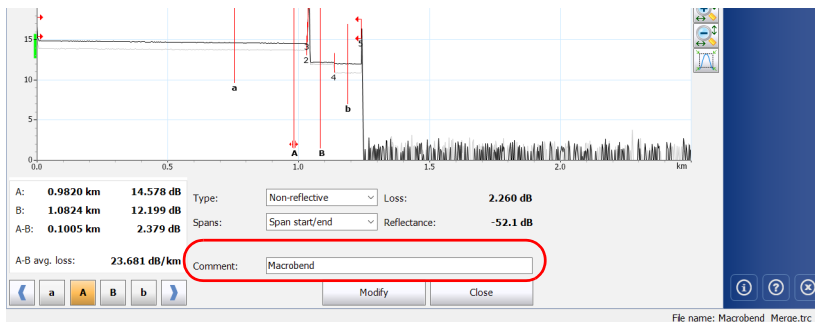 15
10
5
0
0.0 0.5 1.0 1.5 2.0 km
a
A
B
b
2
3
4
A: 0.9820 km 14.578 dB
B: 1.0824 km 12.199 dB
A-B: 0.1005 km 2.379 dB
A-B avg. loss: 23.681 dB/km
Type: Non-reflective Loss: 2.260 dB
Spans: Span start/end Reflectance: -52.1 dB
Comment: Macrobend
a A B b
Modify Close
File name: Macrobend_Merge.trc